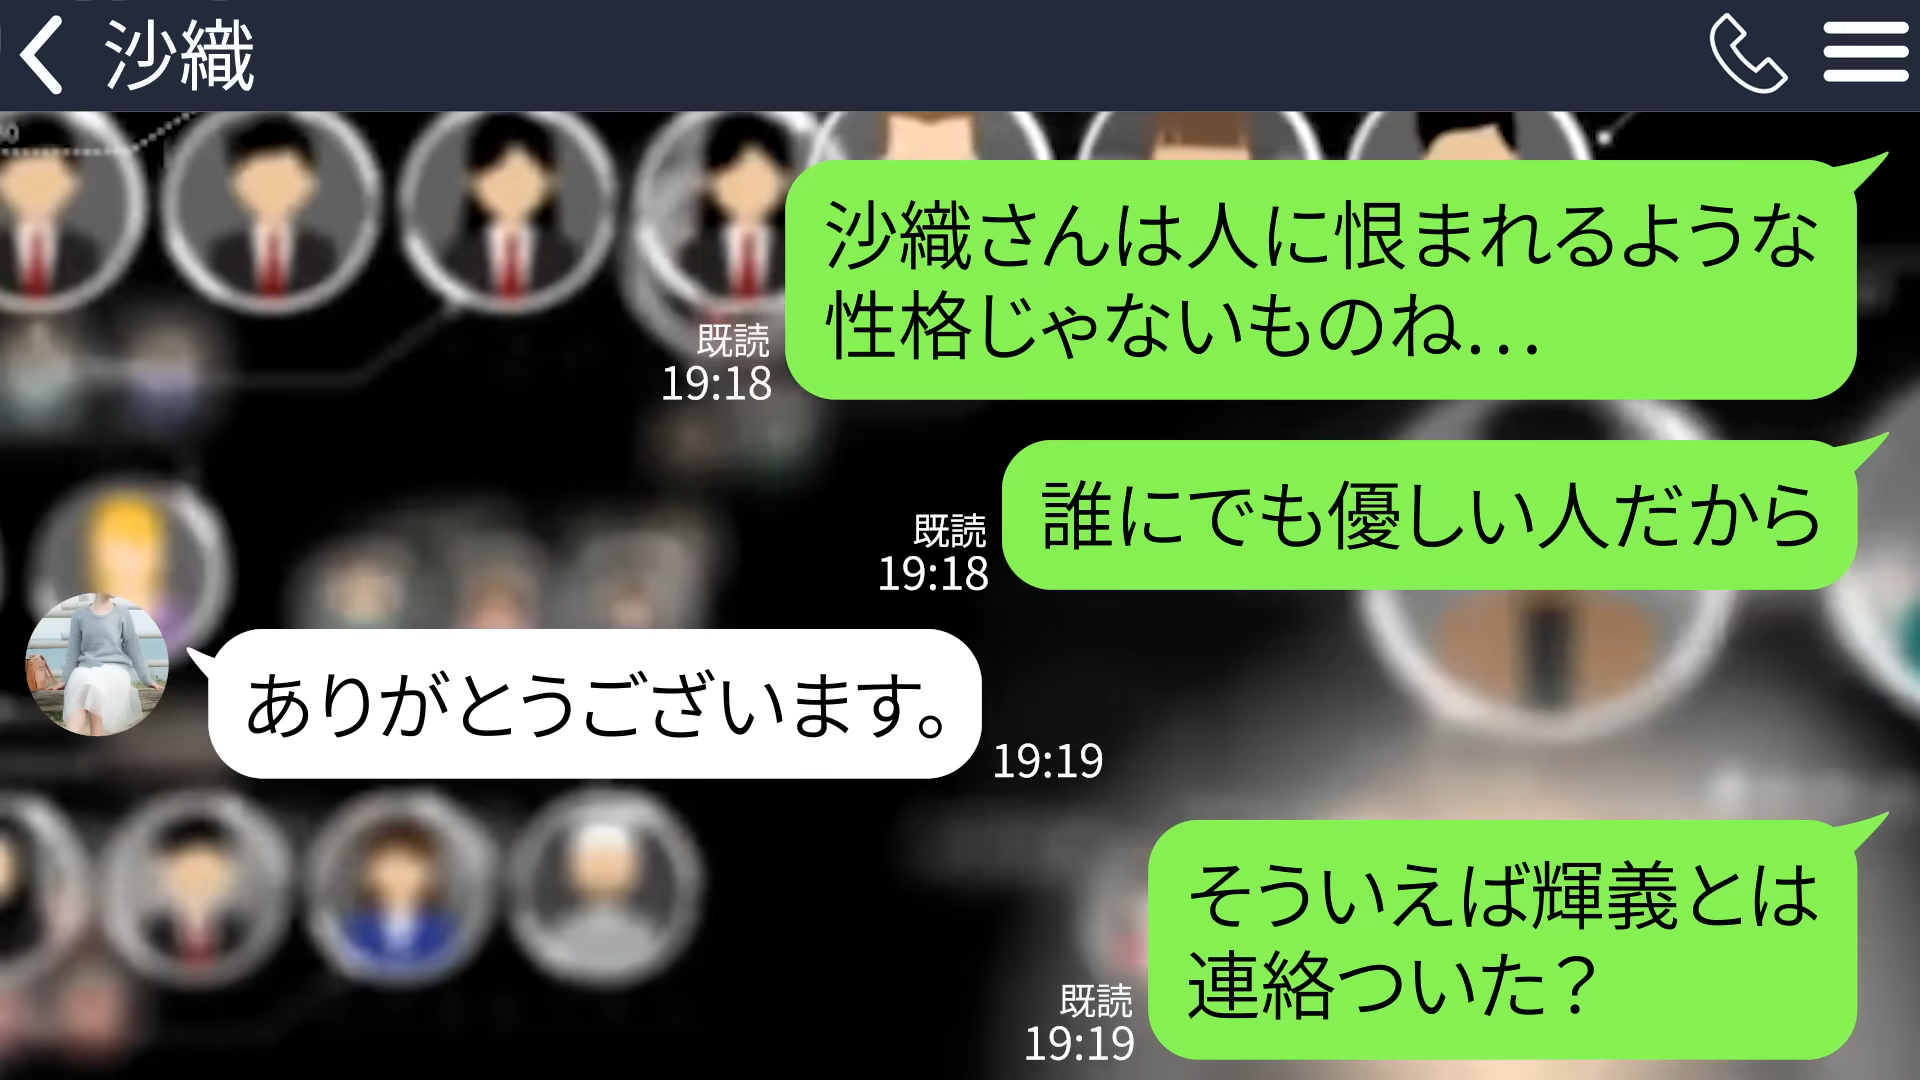 沙織
沙織さんは人に恨まれるような
性格じゃないものね…
既読
19:18
誰にでも優しい人だから
既読
19:18
ありがとうございます。
19:19
そういえば輝義とは
連絡ついた？
既読
19:19